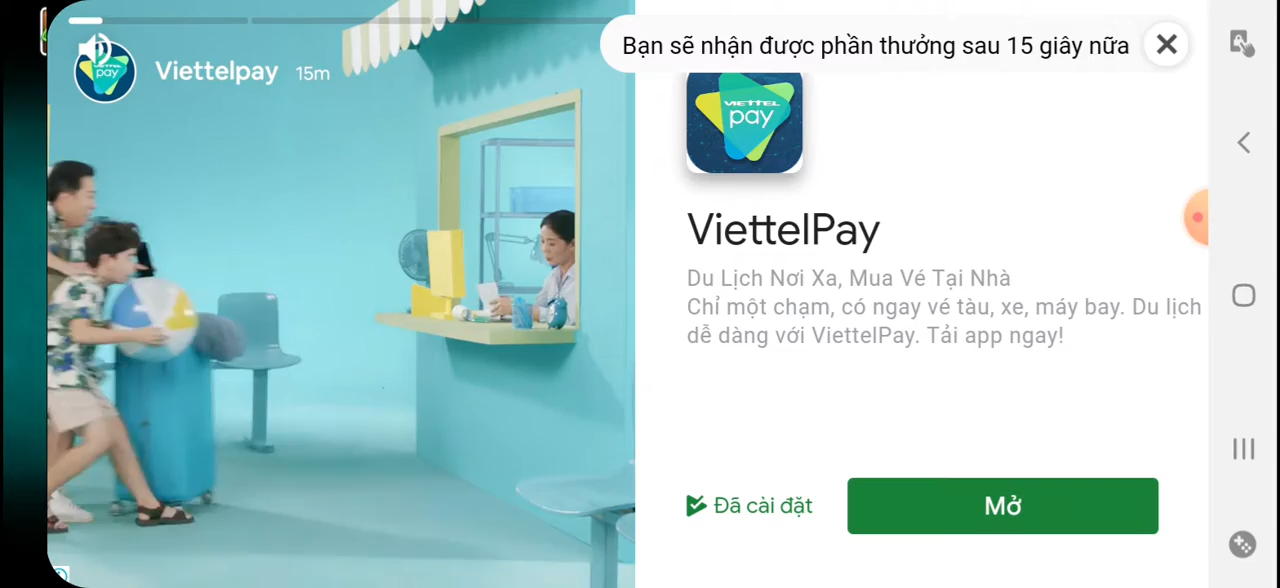 Viettelpay 15m
Bạn sẽ nhận được phần thưởng sau 15 giây nữa
VIETTEL
pay
VIETTEL
pay
ViettelPay
Du Lịch Nơi Xa, Mua Vé Tại Nhà
Chỉ một chạm, có ngay vé tàu, xe, máy bay. Du lịch
dễ dàng với ViettelPay. Tải app ngay!
Đã cài đặt
Mở